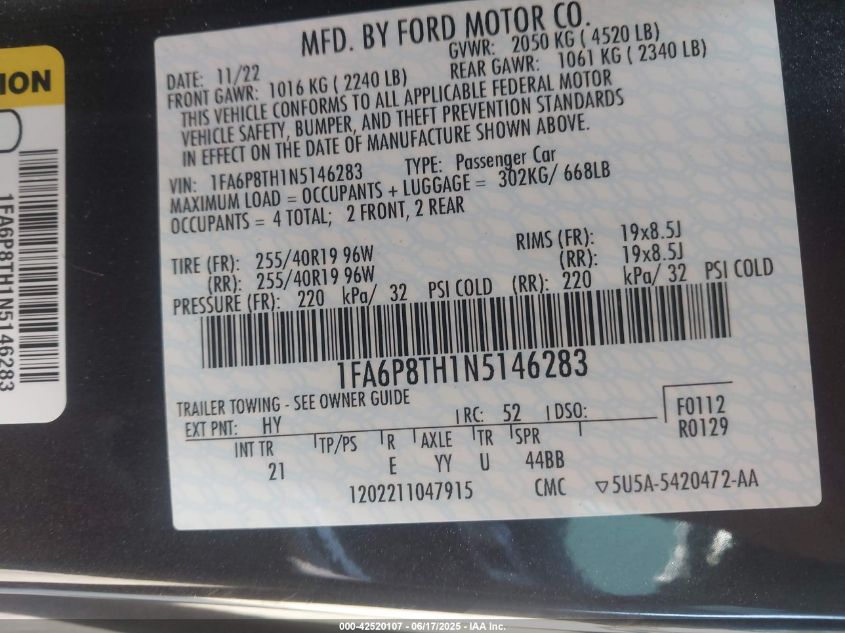 MFD. BY FORD MOTOR CO.
DATE: 11/22 GVWR: 2050 KG ( 4520 LB)
FRONT GAWR: 1016 KG ( 2240 LB) REAR GAWR: 1061 KG ( 2340 LB)
THIS VEHICLE CONFORMS TO ALL APPLICABLE FEDERAL MOTOR
VEHICLE SAFETY, BUMPER, AND THEFT PREVENTION STANDARDS
IN EFFECT ON THE DATE OF MANUFACTURE SHOWN ABOVE.
VIN: 1FA6P8TH1N5146283 TYPE: Passenger Car
MAXIMUM LOAD = OCCUPANTS + LUGGAGE = 302KG/ 668LB
OCCUPANTS = 4 TOTAL; 2 FRONT, 2 REAR
TIRE (FR): 255/40R19 96W RIMS (FR): 19x8.5J
(RR): 255/40R19 96W (RR): 19x8.5J
PRESSURE (FR): 220 kPa/ 32 PSI COLD (RR): 220 kPa/ 32 PSI COLD
1FA6P8TH1N5146283
TRAILER TOWING - SEE OWNER GUIDE
EXT PNT: HY RC: 52 DSO: F0112
R0129
INT TR TP/PS R AXLE TR SPR
21 E YY U 44BB
1202211047915 CMC 5U5A-5420472-AA
ION
1FA6P8TH1N5146283
000-42520107 - 06/17/2025 - IAA Inc.